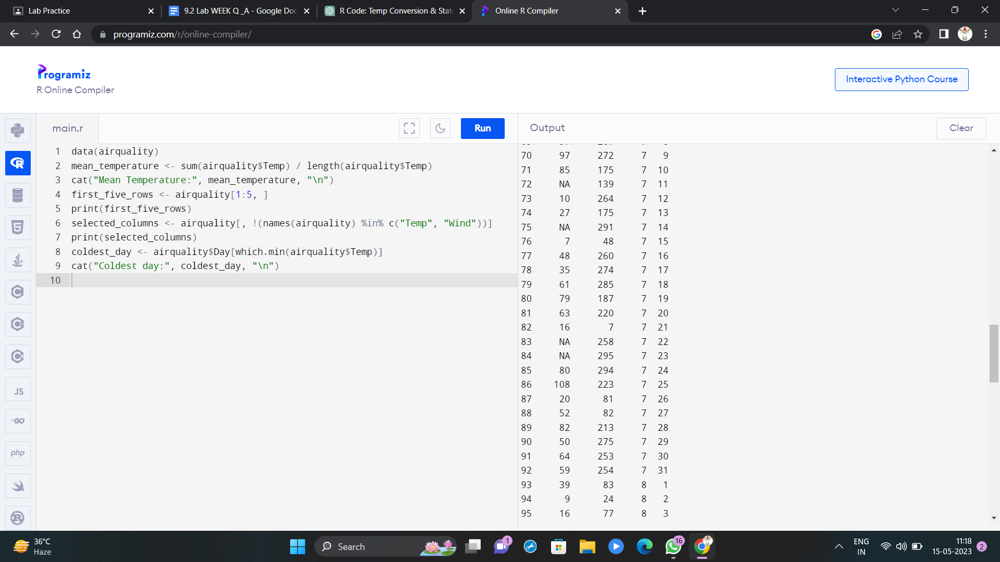 Lab Practice
9.2 Lab WEEK Q _A - Google Doc
R Code: Temp Conversion & Stats
Online R Compiler
programiz.com/r/online-compiler/
Programiz
R Online Compiler
Interactive Python Course
main.r
Run
Output
Clear
1 data(airquality)
2 mean_temperature <- sum(airquality$Temp) / length(airquality$Temp)
3 cat("Mean Temperature:", mean_temperature, "\n")
4 first_five_rows <- airquality[1:5, ]
5 print(first_five_rows)
6 selected_columns <- airquality[, !(names(airquality) %in% c("Temp", "Wind"))]
7 print(selected_columns)
8 coldest_day <- airquality$Day[which.min(airquality$Temp)]
9 cat("Coldest day:", coldest_day, "\n")
10
70 97 272 7 9
71 85 175 7 10
72 NA 139 7 11
73 10 264 7 12
74 27 175 7 13
75 NA 291 7 14
76 7 48 7 15
77 48 260 7 16
78 35 274 7 17
79 61 285 7 18
80 79 187 7 19
81 63 220 7 20
82 16 7 7 21
83 NA 258 7 22
84 NA 295 7 23
85 80 294 7 24
86 108 223 7 25
87 20 81 7 26
88 52 82 7 27
89 82 213 7 28
90 50 275 7 29
91 64 253 7 30
92 59 254 7 31
93 39 83 8 1
94 9 24 8 2
95 16 77 8 3
JS
GO
php
36°C
Haze
Search
1
16
ENG
IN
11:18
15-05-2023
2